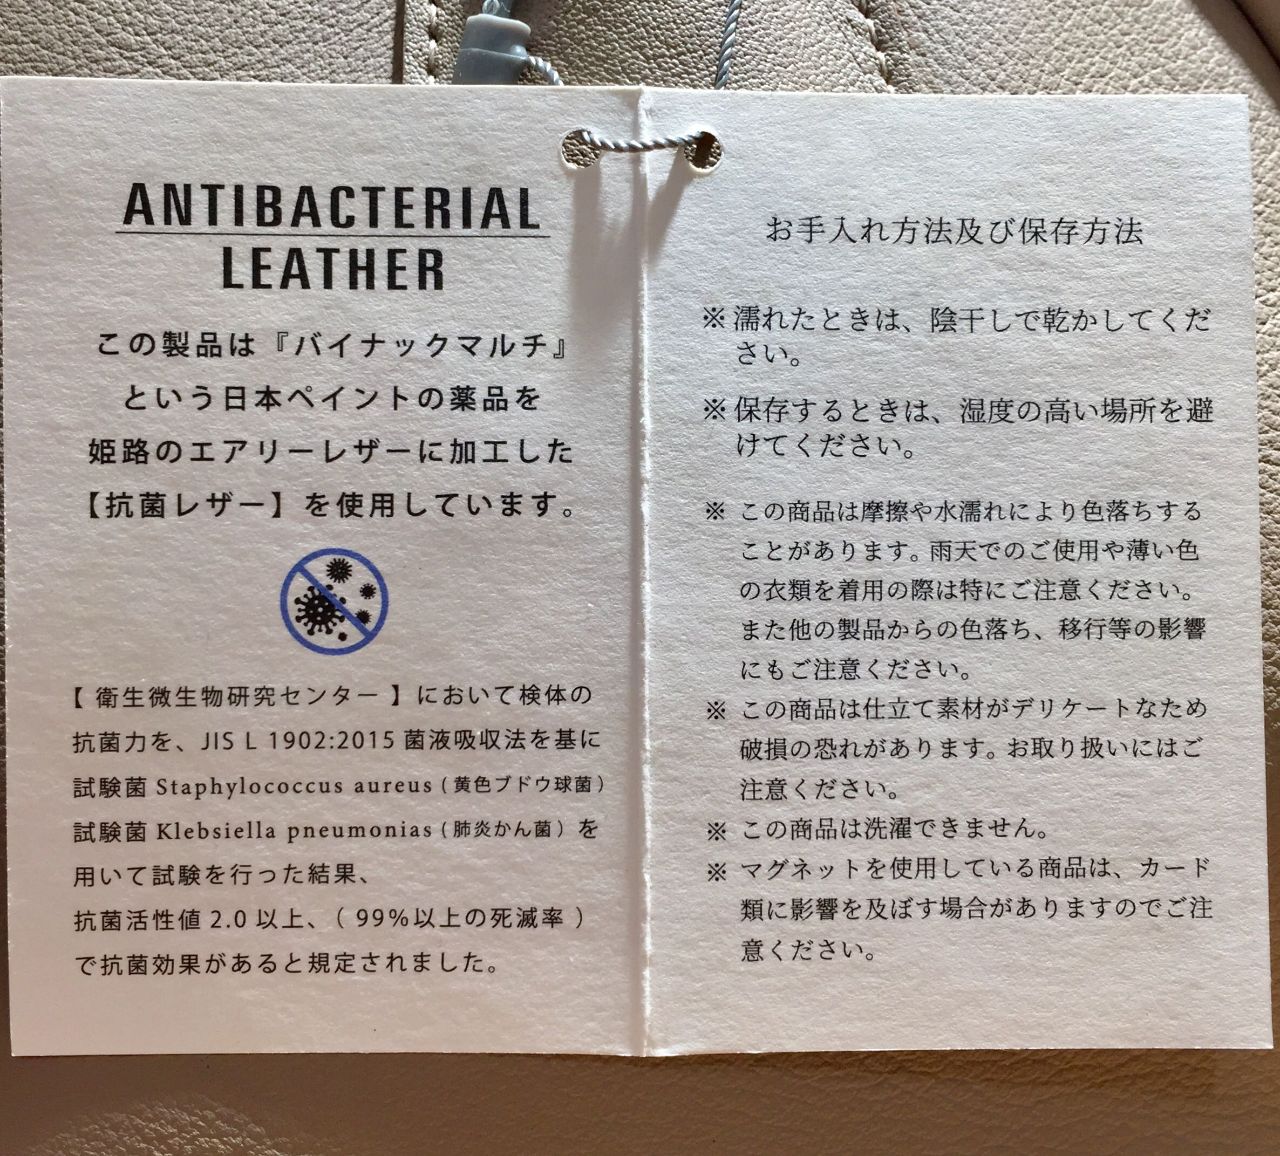 ANTIBACTERIAL
LEATHER
この製品は『バイナックマルチ』
という日本ペイントの薬品を
姫路のエアリーレザーに加工した
【抗菌レザー】を使用しています。
【 衛生微生物研究センター 】において検体の
抗菌力を、JIS L 1902:2015 菌液吸収法を基に
試験菌 Staphylococcus aureus ( 黄色ブドウ球菌 )
試験菌 Klebsiella pneumonias ( 肺炎かん菌 ) を
用いて試験を行った結果、
抗菌活性値 2.0 以上、( 99%以上の死滅率 )
で抗菌効果があると規定されました。
お手入れ方法及び保存方法
※ 濡れたときは、陰干しで乾かしてくだ
さい。
※ 保存するときは、湿度の高い場所を避
けてください。
※ この商品は摩擦や水濡れにより色落ちする
ことがあります。雨天でのご使用や薄い色
の衣類を着用の際は特にご注意ください。
また他の製品からの色落ち、移行等の影響
にもご注意ください。
※ この商品は仕立て素材がデリケートなため
破損の恐れがあります。お取り扱いにはご
注意ください。
※ この商品は洗濯できません。
※ マグネットを使用している商品は、カード
類に影響を及ぼす場合がありますのでご注
意ください。